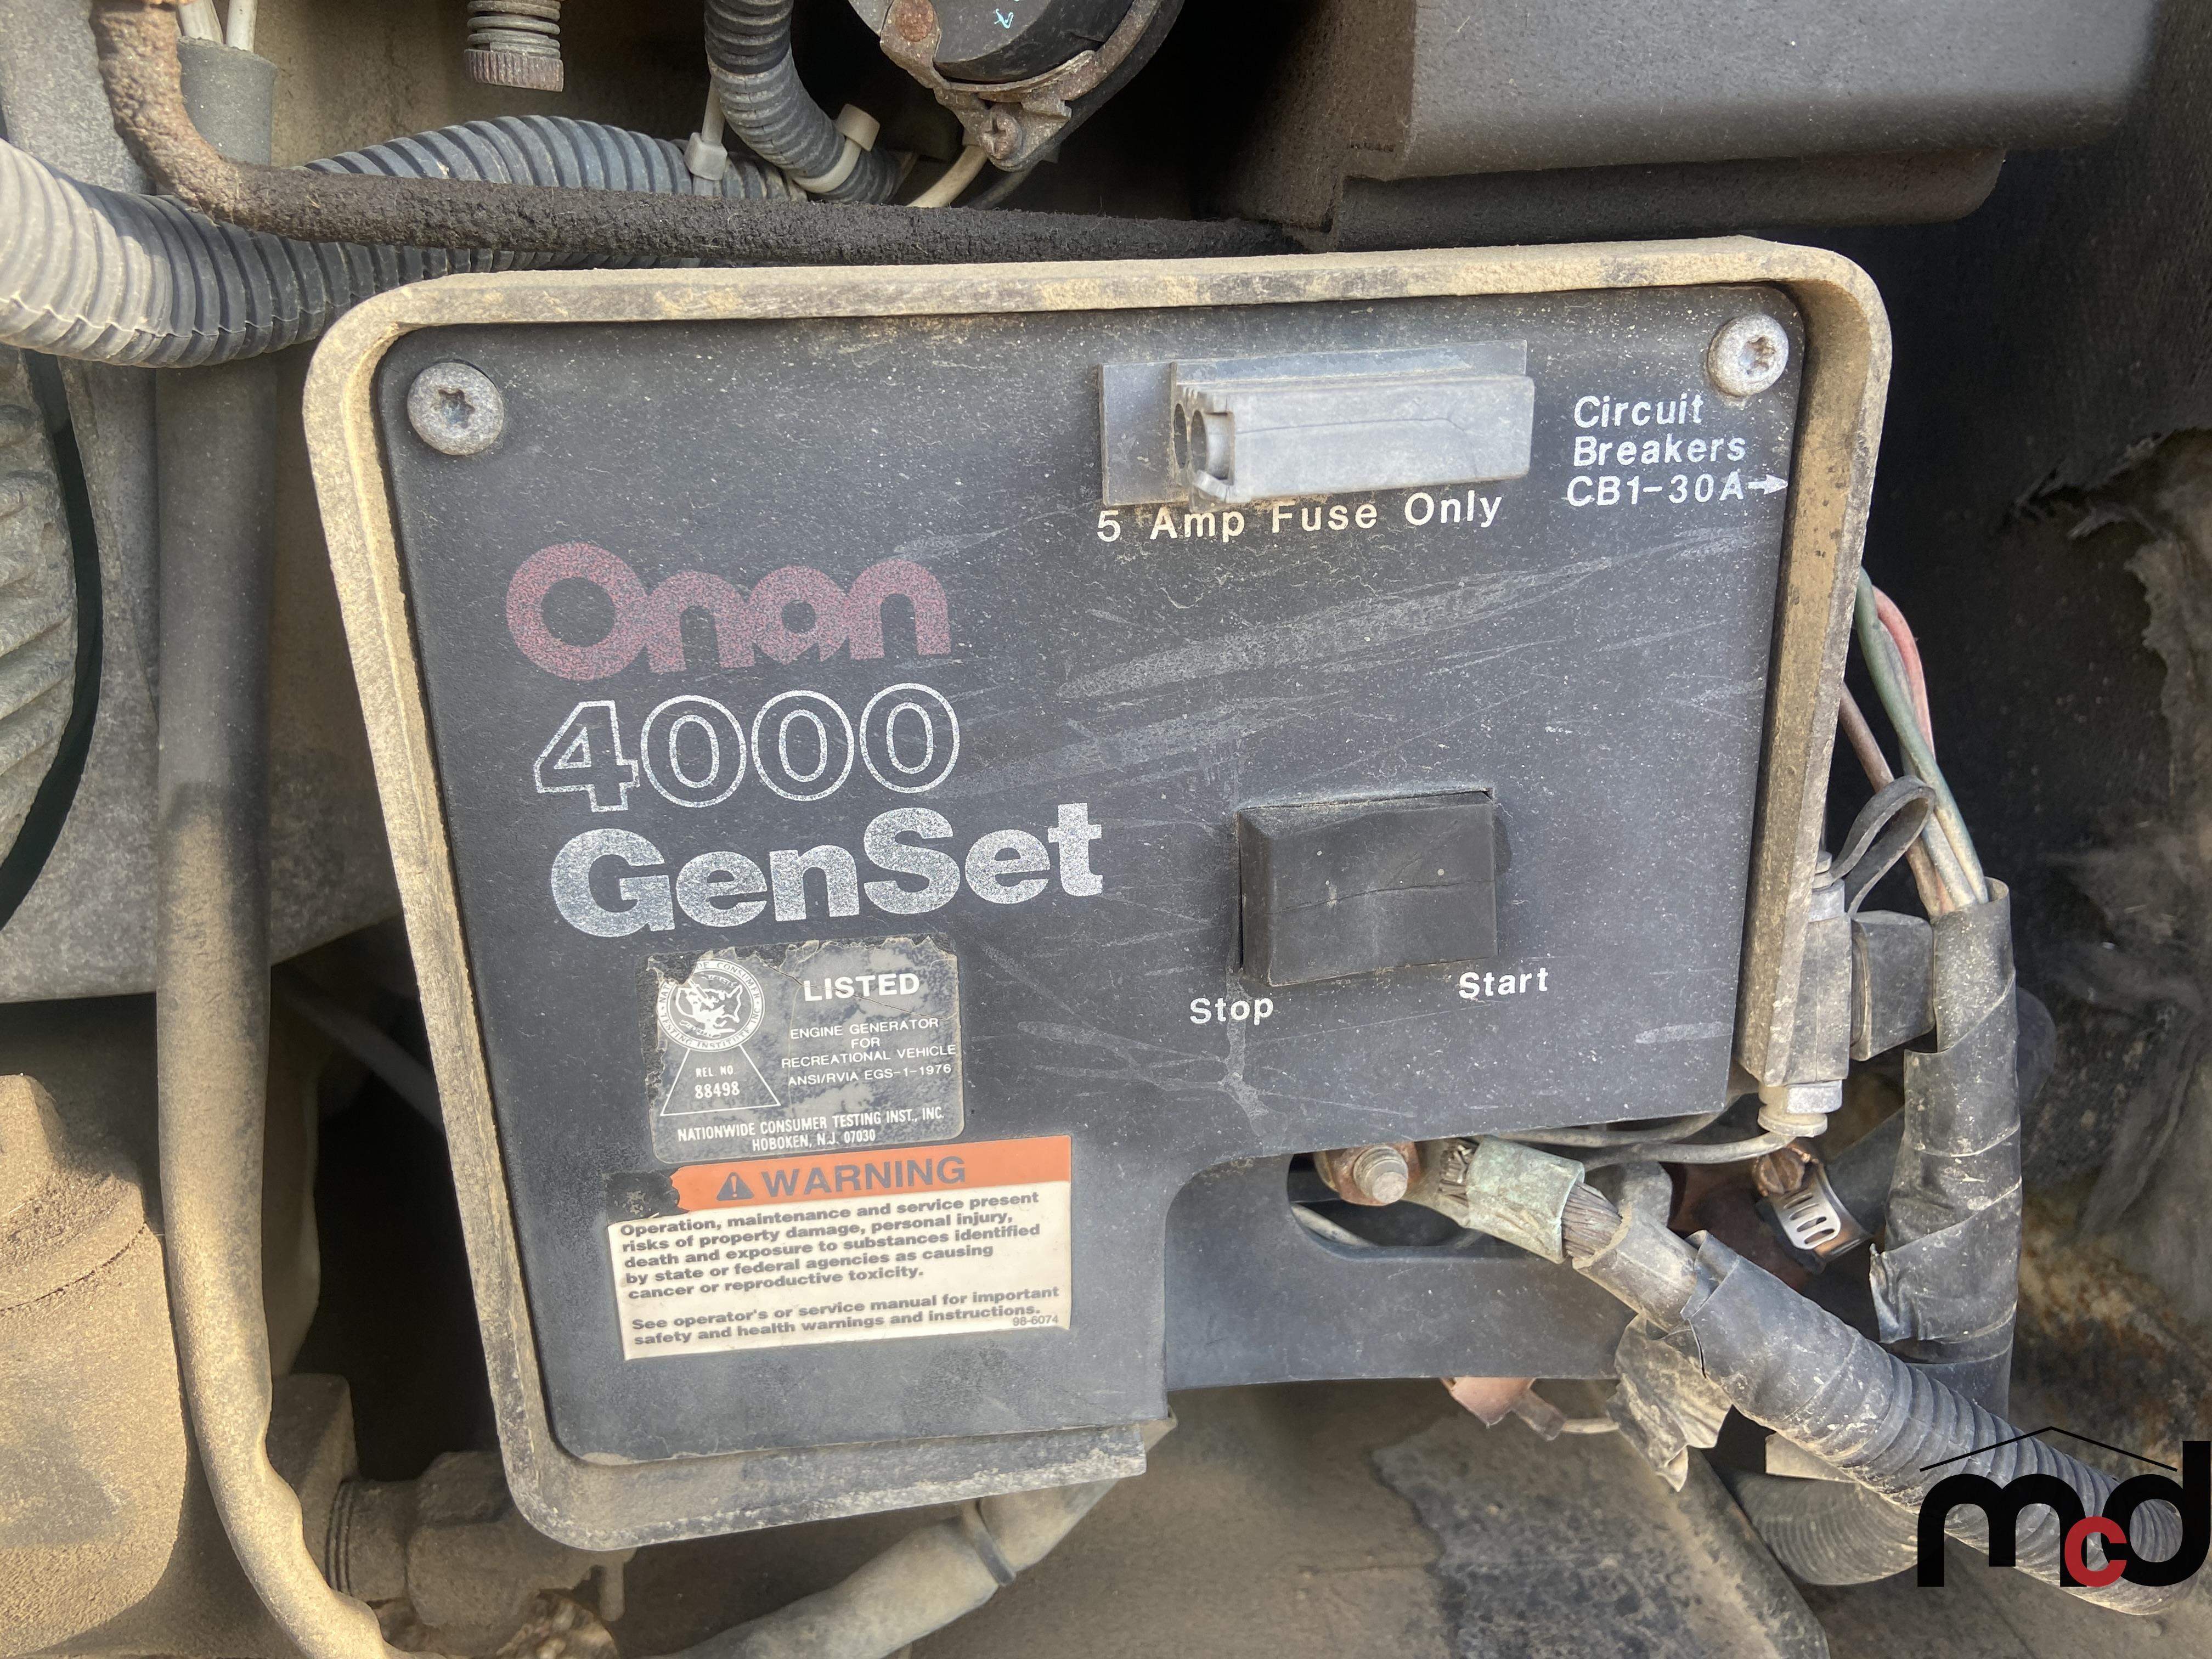 Circuit
Breakers
CB1-30A→
5 Amp Fuse Only
Onan
4000
GenSet
Stop
Start
LISTED
ENGINE GENERATOR
FOR
RECREATIONAL VEHICLE
ANSI/RVIA EGS-1-1976
REL NO
88498
NATIONWIDE CONSUMER TESTING INST., INC.
HOBOKEN, N.J. 07030
⚠ WARNING
Operation, maintenance and service present
risks of property damage, personal injury,
death and exposure to substances identified
by state or federal agencies as causing
cancer or reproductive toxicity.
See operator's or service manual for important
safety and health warnings and instructions.
98-6074
mcd